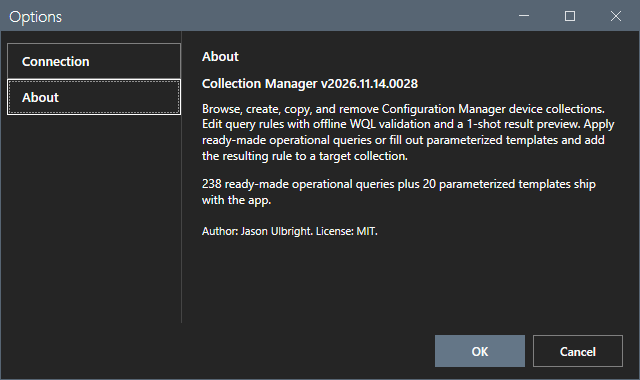 Options
Connection
About
About
Collection Manager v2026.11.14.0028
Browse, create, copy, and remove Configuration Manager device collections.
Edit query rules with offline WQL validation and a 1-shot result preview. Apply
ready-made operational queries or fill out parameterized templates and add
the resulting rule to a target collection.
238 ready-made operational queries plus 20 parameterized templates ship
with the app.
Author: Jason Ulbright. License: MIT.
OK
Cancel